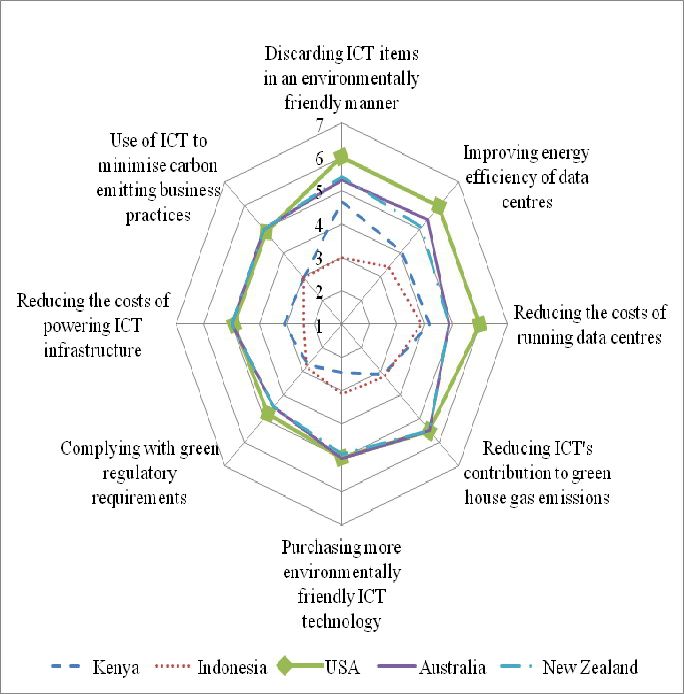 Discarding ICT items
in an environmentally
friendly manner
Improving energy
efficiency of data
centres
Reducing the costs of
running data centres
Reducing ICT's
contribution to green
house gas emissions
Purchasing more
environmentally
friendly ICT
technology
Complying with green
regulatory
requirements
Reducing the costs of
powering ICT
infrastructure
Use of ICT to
minimise carbon
emitting business
practices
7
6
5
4
3
2
1
Kenya Indonesia USA Australia New Zealand